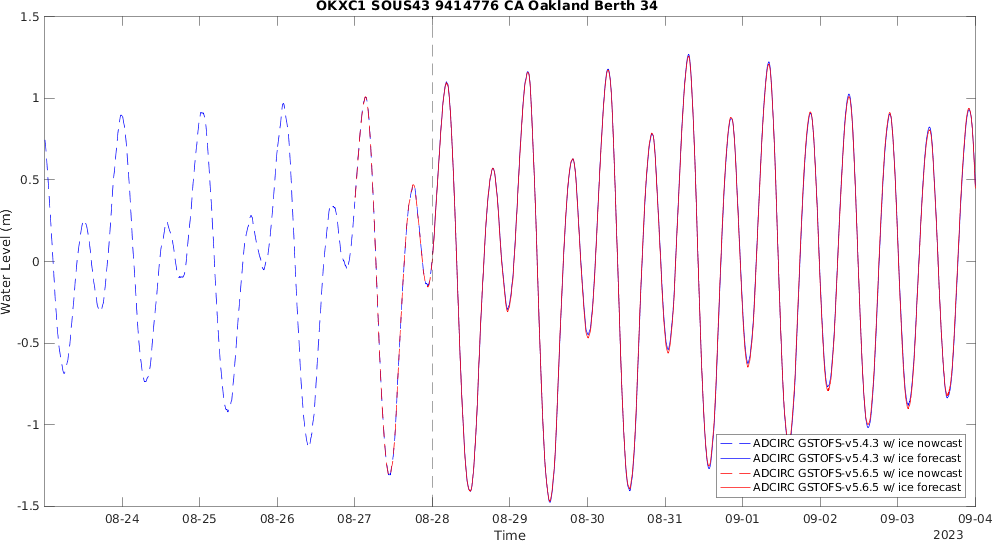 OKXC1 SOUS43 9414776 CA Oakland Berth 34
1.5
1
0.5
0
-0.5
-1
-1.5
Water Level (m)
ADCIRC GSTOFS-v5.4.3 w/ ice nowcast
ADCIRC GSTOFS-v5.4.3 w/ ice forecast
ADCIRC GSTOFS-v5.6.5 w/ ice nowcast
ADCIRC GSTOFS-v5.6.5 w/ ice forecast
08-24 08-25 08-26 08-27 08-28 08-29 08-30 08-31 09-01 09-02 09-03 09-04
Time
2023